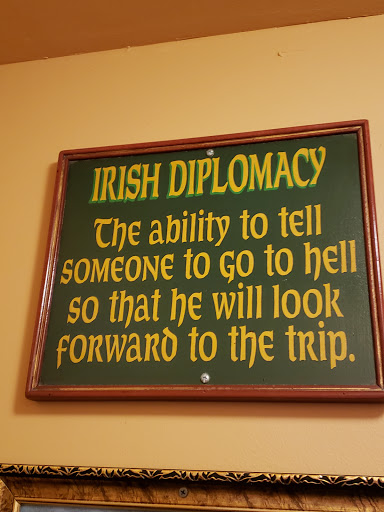 IRISH DIPLOMACY
The ability to tell
SOMEONE to go to hell
so that he will look
forward to the trip.